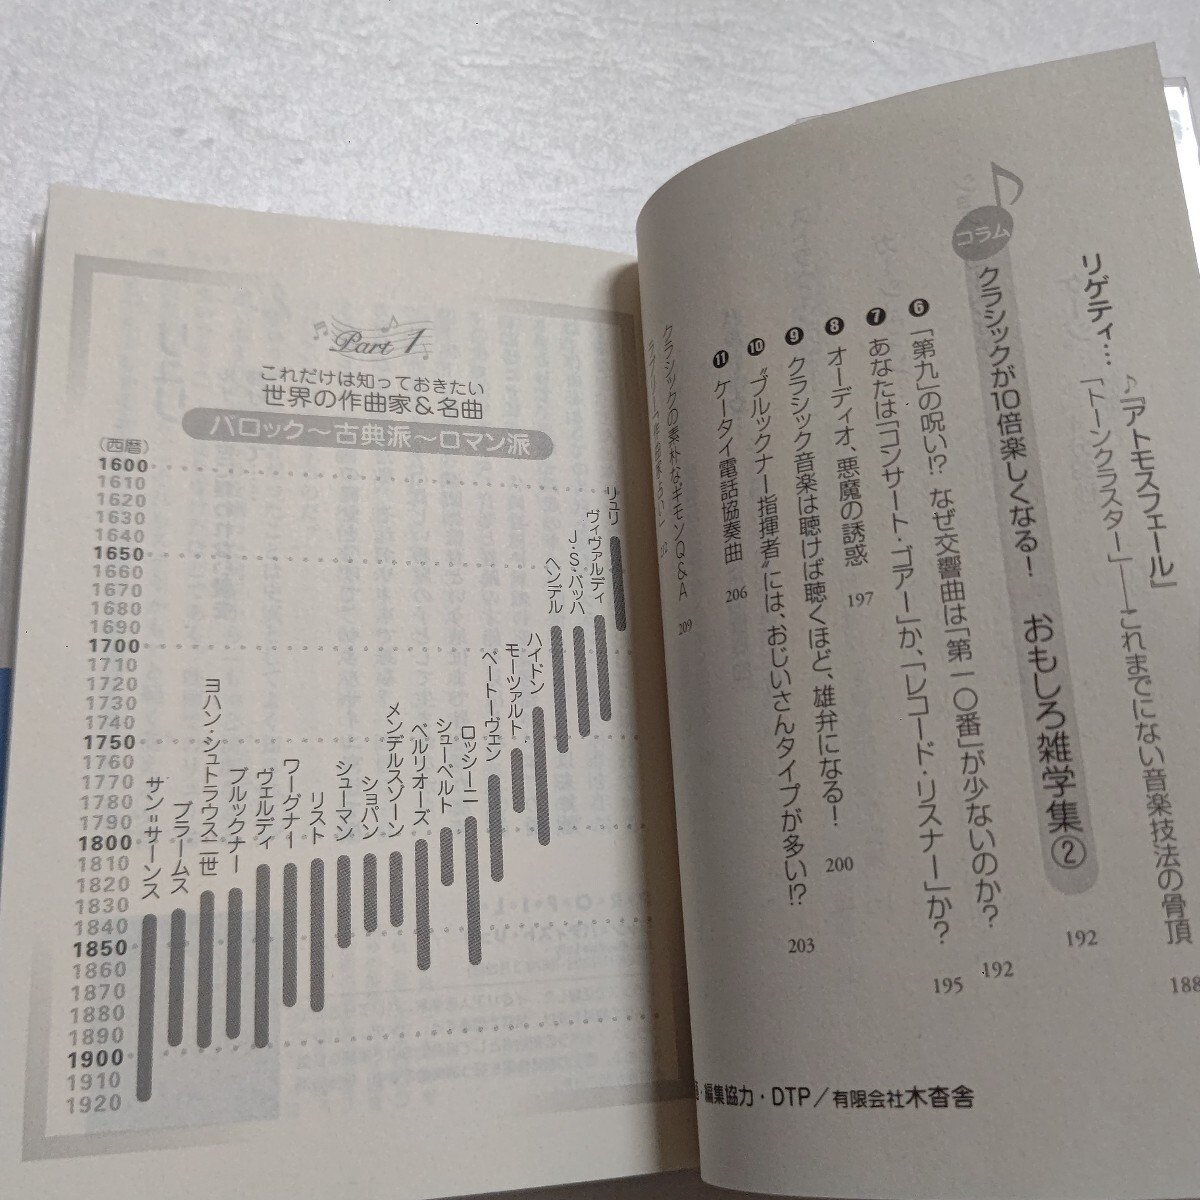 リゲティ…
♪「アトモスフェール」
「トーンクラスター」――これまでにない音楽技法の骨頂
188
コラム
クラシックが10倍楽しくなる！ おもしろ雑学集②
192
❻「第九」の呪い!? なぜ交響曲は「第一〇番」が少ないのか？
192
❼ あなたは「コンサート・ゴアー」か、「レコード・リスナー」か？
195
❽ オーディオ、悪魔の誘惑
197
❾ クラシック音楽は聴けば聴くほど、雄弁になる！
200
❿ “ブルックナー指揮者”には、おじいさんタイプが多い!?
203
⓫ ケータイ電話協奏曲
206
クラシックの素朴なギモンQ&A
209
編集協力・DTP／有限会社木杳舎
Part 1
これだけは知っておきたい
世界の作曲家＆名曲
バロック〜古典派〜ロマン派
(西暦)
1600
1610
1620
1630
1640
1650
1660
1670
1680
1690
1700
1710
1720
1730
1740
1750
1760
1770
1780
1790
1800
1810
1820
1830
1840
1850
1860
1870
1880
1890
1900
1910
1920
リュリ
ヴィヴァルディ
J・S・バッハ
ヘンデル
ハイドン
モーツァルト
ベートーヴェン
ロッシーニ
シューベルト
ベルリオーズ
メンデルスゾーン
ショパン
シューマン
リスト
ワーグナー
ヴェルディ
ブルックナー
ヨハン・シュトラウス二世
ブラームス
サン＝サーンス